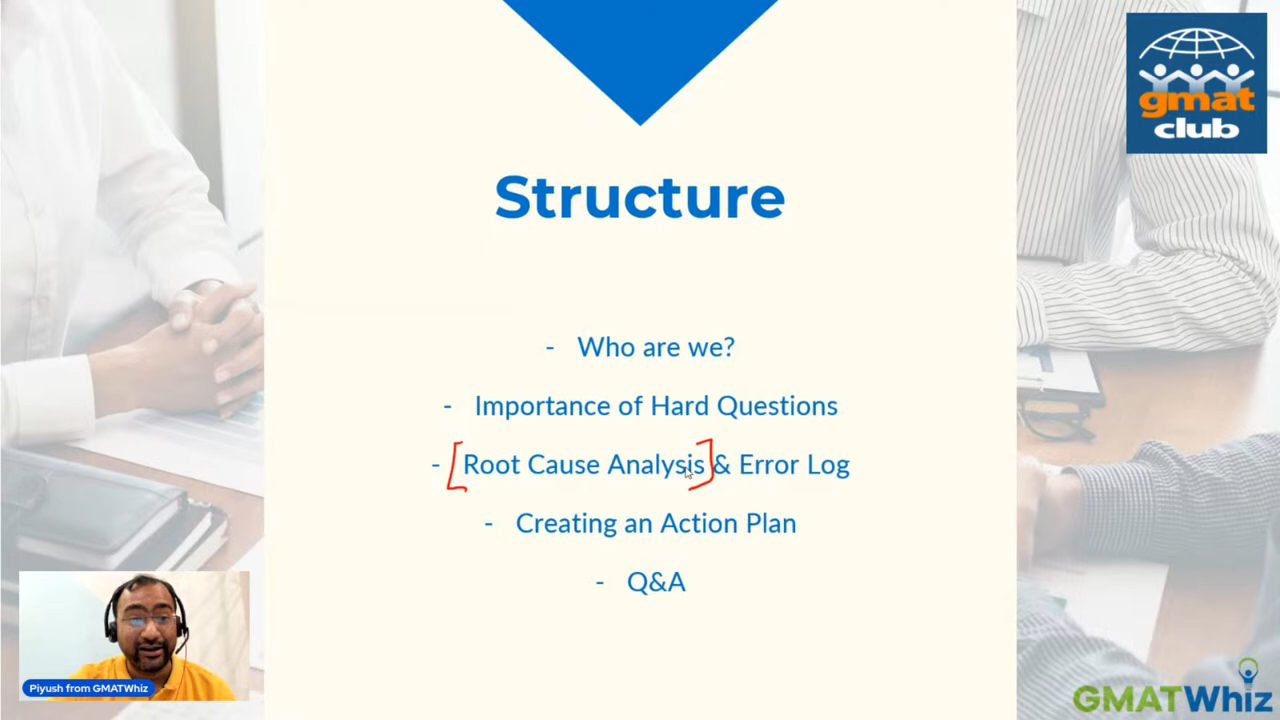 gmat
club
Structure
- Who are we?
- Importance of Hard Questions
- [Root Cause Analysis] & Error Log
- Creating an Action Plan
- Q&A
Piyush from GMATWhiz
GMATWhiz